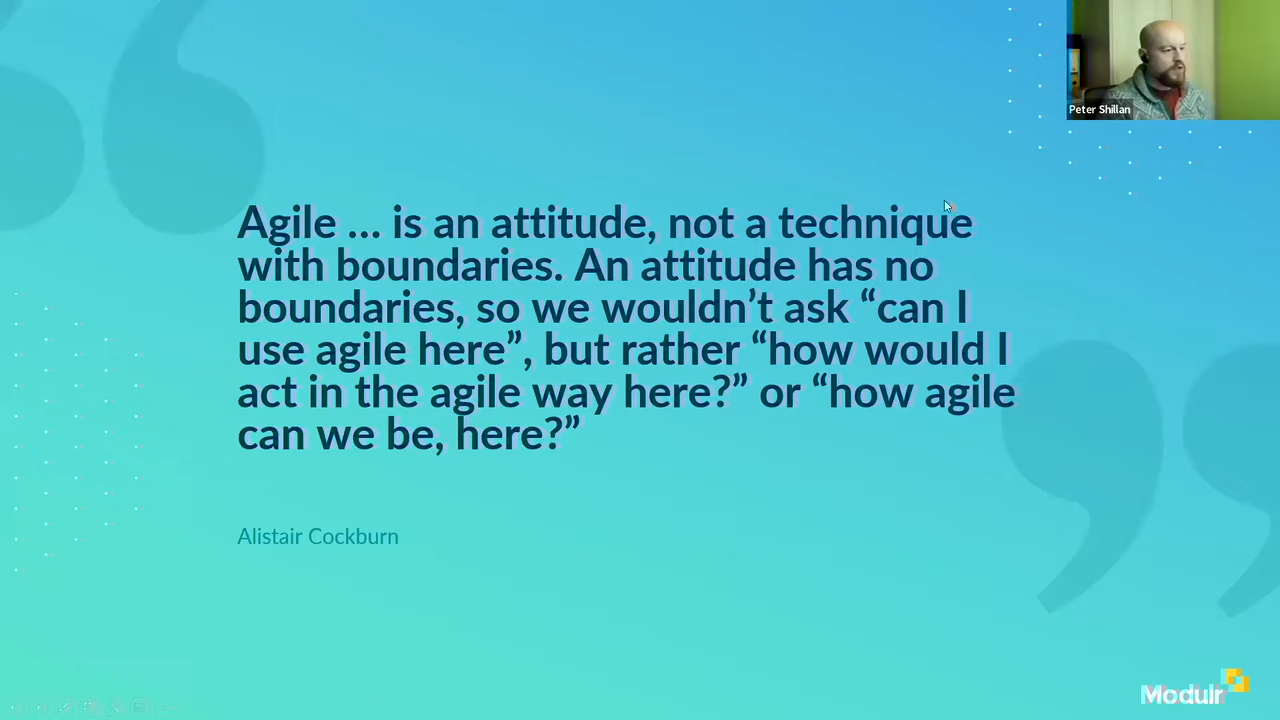 Peter Shillan
Agile ... is an attitude, not a technique
with boundaries. An attitude has no
boundaries, so we wouldn’t ask “can I
use agile here”, but rather “how would I
act in the agile way here?” or “how agile
can we be, here?”
Alistair Cockburn
Modulr